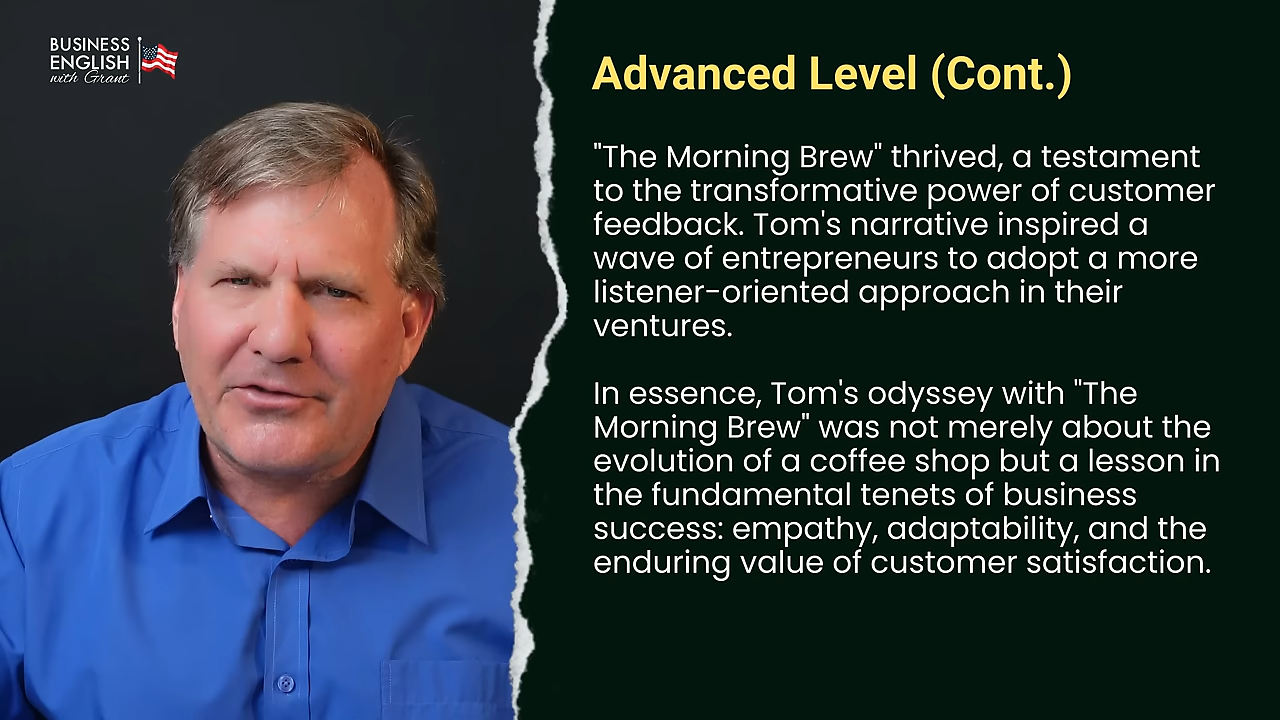 BUSINESS
ENGLISH
with Grant
Advanced Level (Cont.)
"The Morning Brew" thrived, a testament
to the transformative power of customer
feedback. Tom's narrative inspired a
wave of entrepreneurs to adopt a more
listener-oriented approach in their
ventures.
In essence, Tom's odyssey with "The
Morning Brew" was not merely about the
evolution of a coffee shop but a lesson in
the fundamental tenets of business
success: empathy, adaptability, and the
enduring value of customer satisfaction.